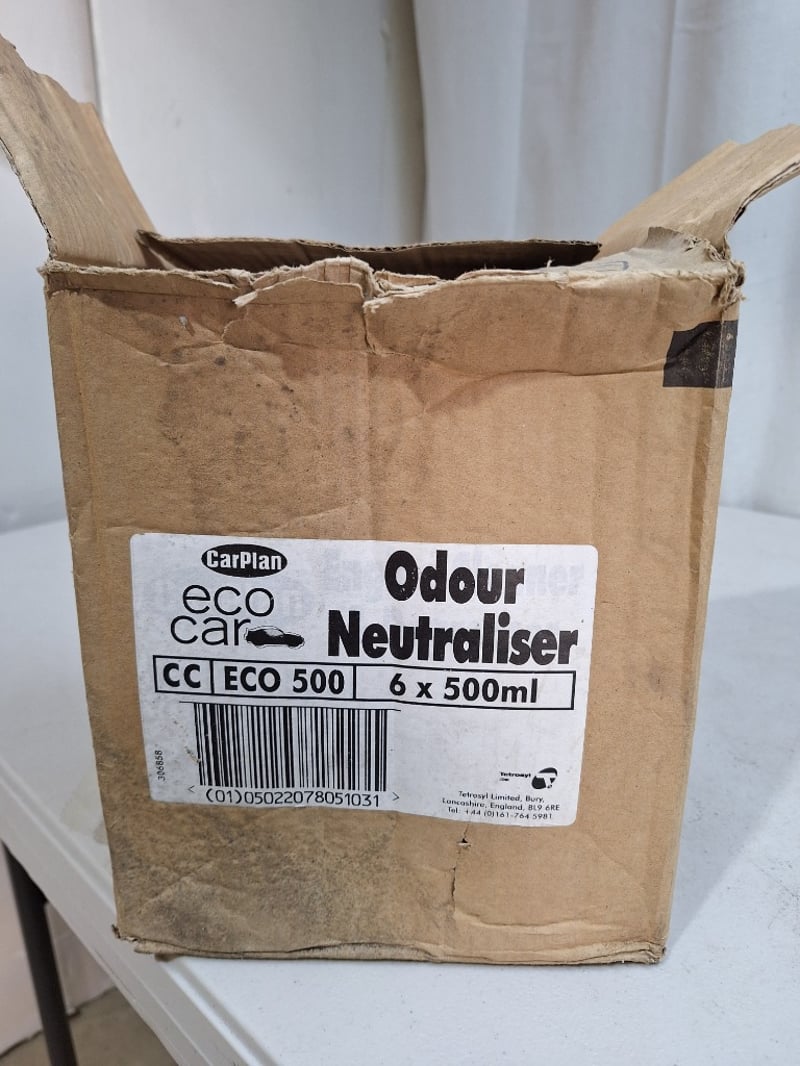 CarPlan
eco
car
Odour
Neutraliser
CC ECO 500 6 x 500ml
306858
(01)05022078051031
Tetrosyl
Tetrosyl Limited, Bury,
Lancashire, England, BL9 6RE
Tel: +44 (0)161-764 5981